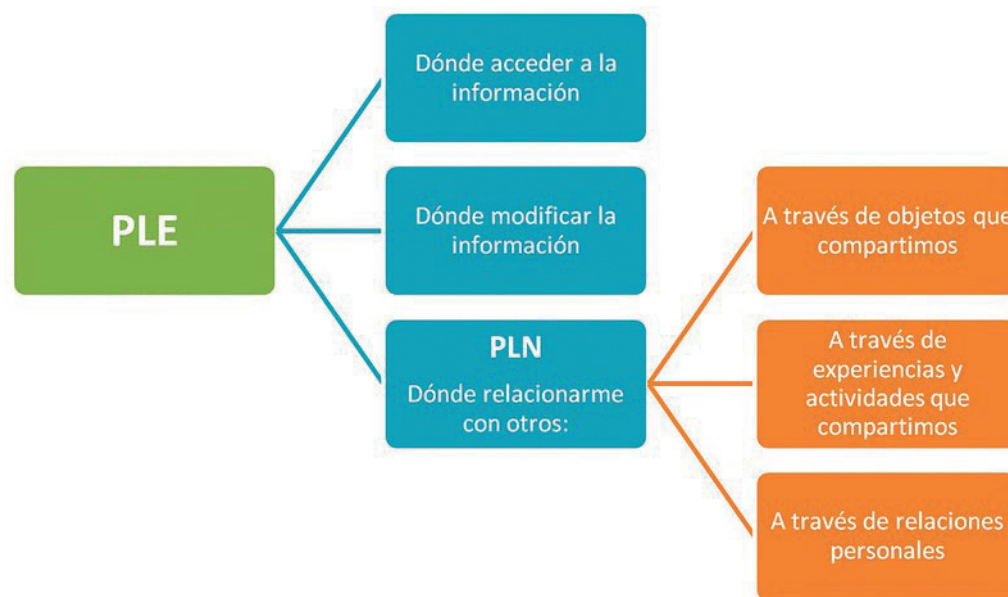 PLE
Dónde acceder a la
información
Dónde modificar la
información
PLN
Dónde relacionarme
con otros:
A través de objetos que
compartimos
A través de
experiencias y
actividades que
compartimos
A través de relaciones
personales